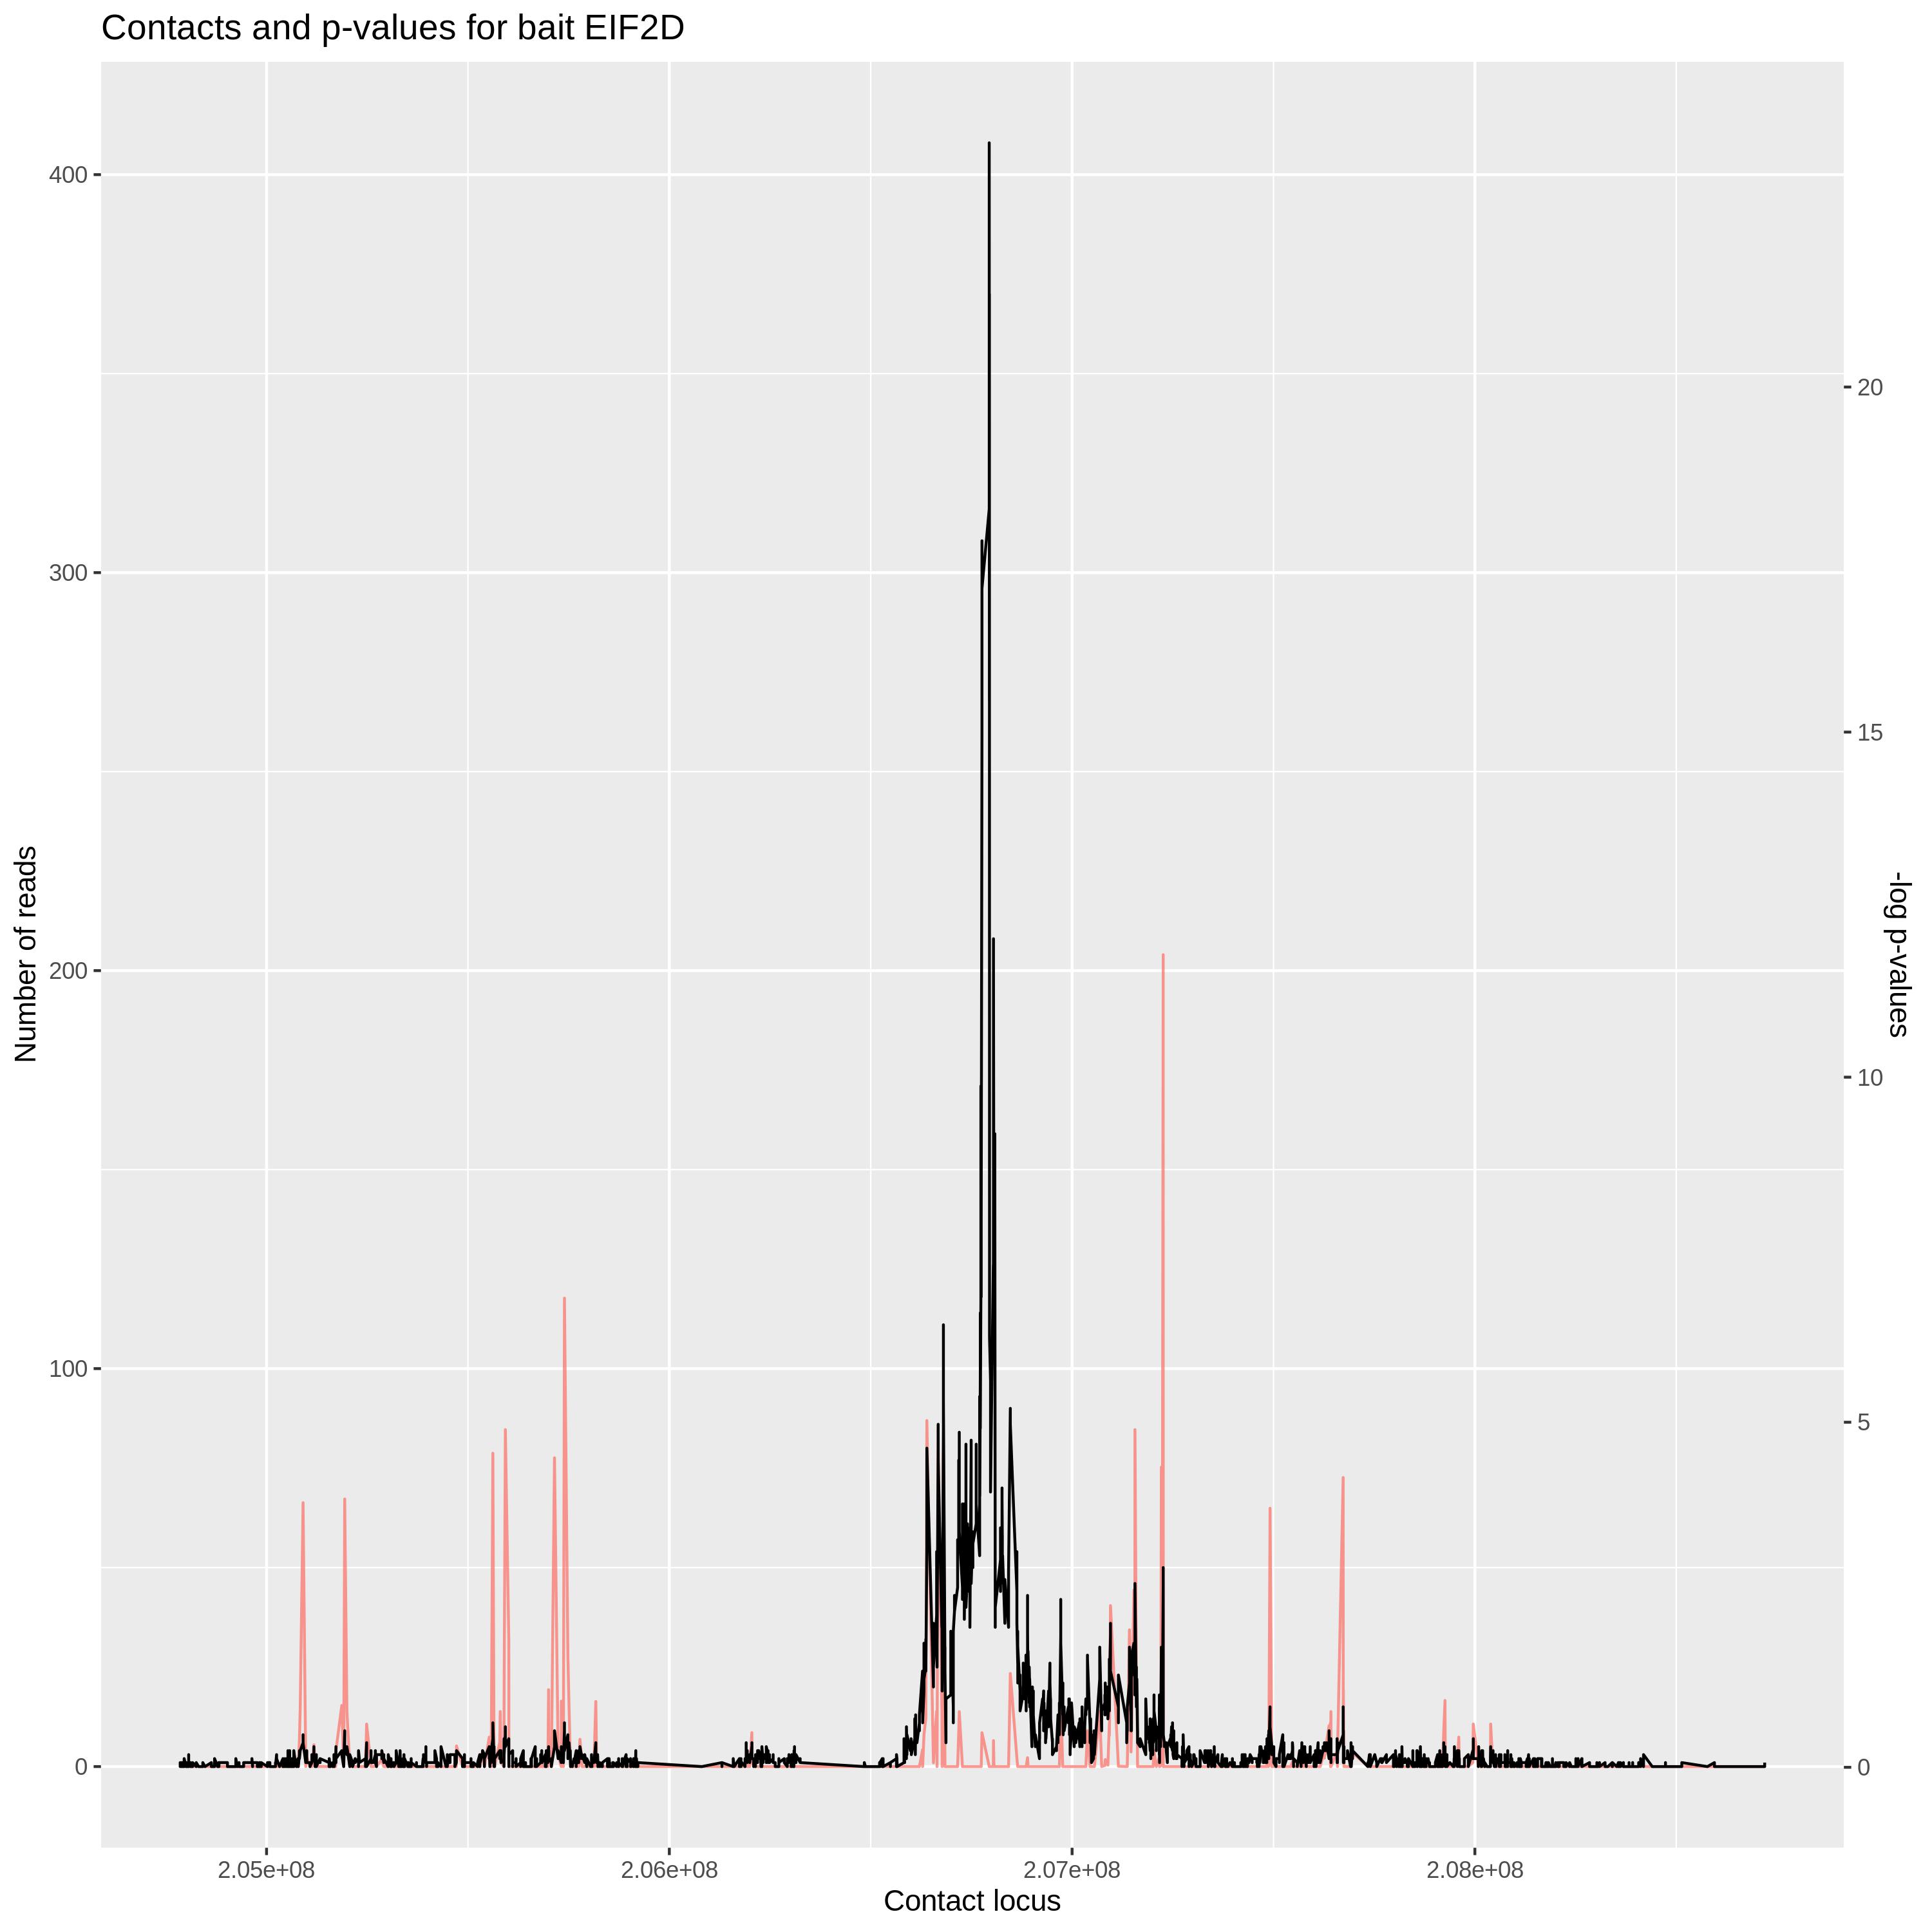 Contacts and p-values for bait EIF2D
400
300
200
100
0
Number of reads
20
15
10
5
0
-log p-values
2.05e+08
2.06e+08
2.07e+08
2.08e+08
Contact locus